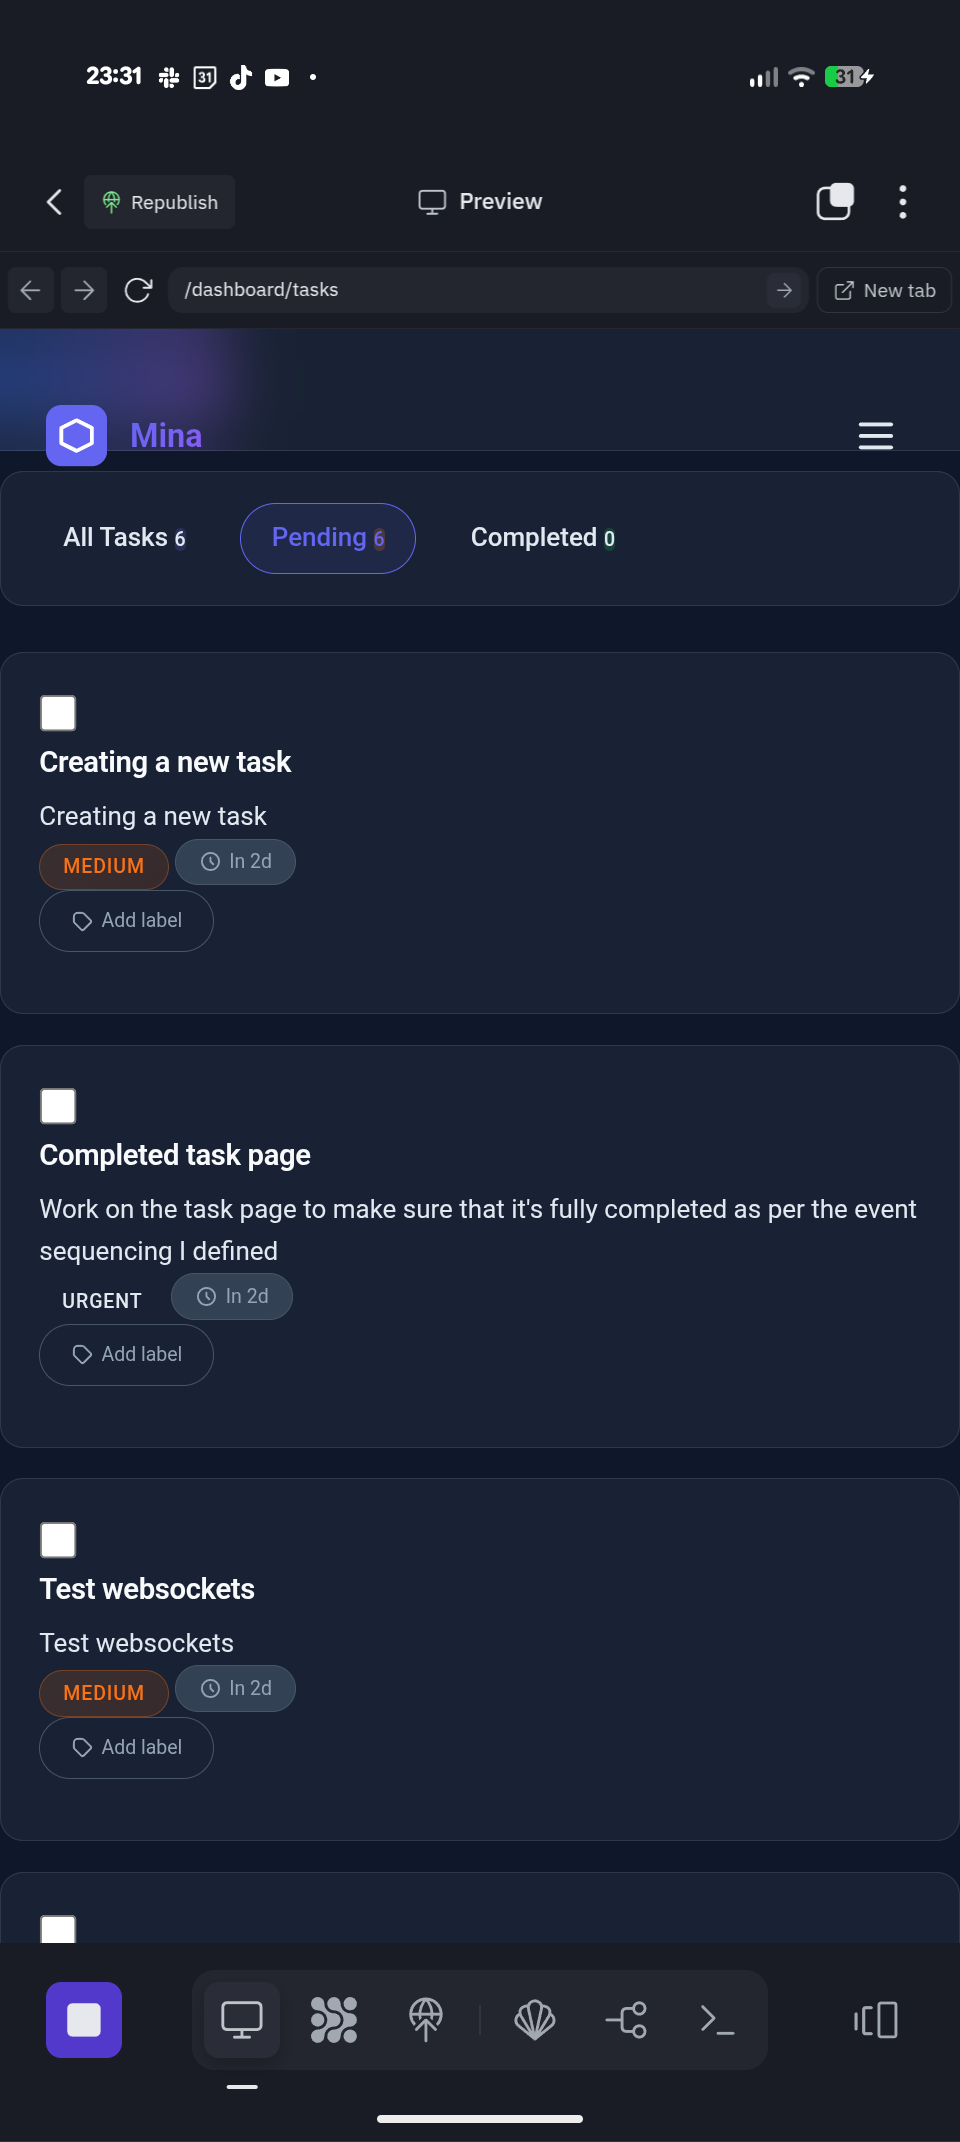 23:31
31
31
Republish
Preview
/dashboard/tasks
New tab
Mina
All Tasks 6
Pending 6
Completed 0
Creating a new task
Creating a new task
MEDIUM
In 2d
Add label
Completed task page
Work on the task page to make sure that it's fully completed as per the event
sequencing I defined
URGENT
In 2d
Add label
Test websockets
Test websockets
MEDIUM
In 2d
Add label